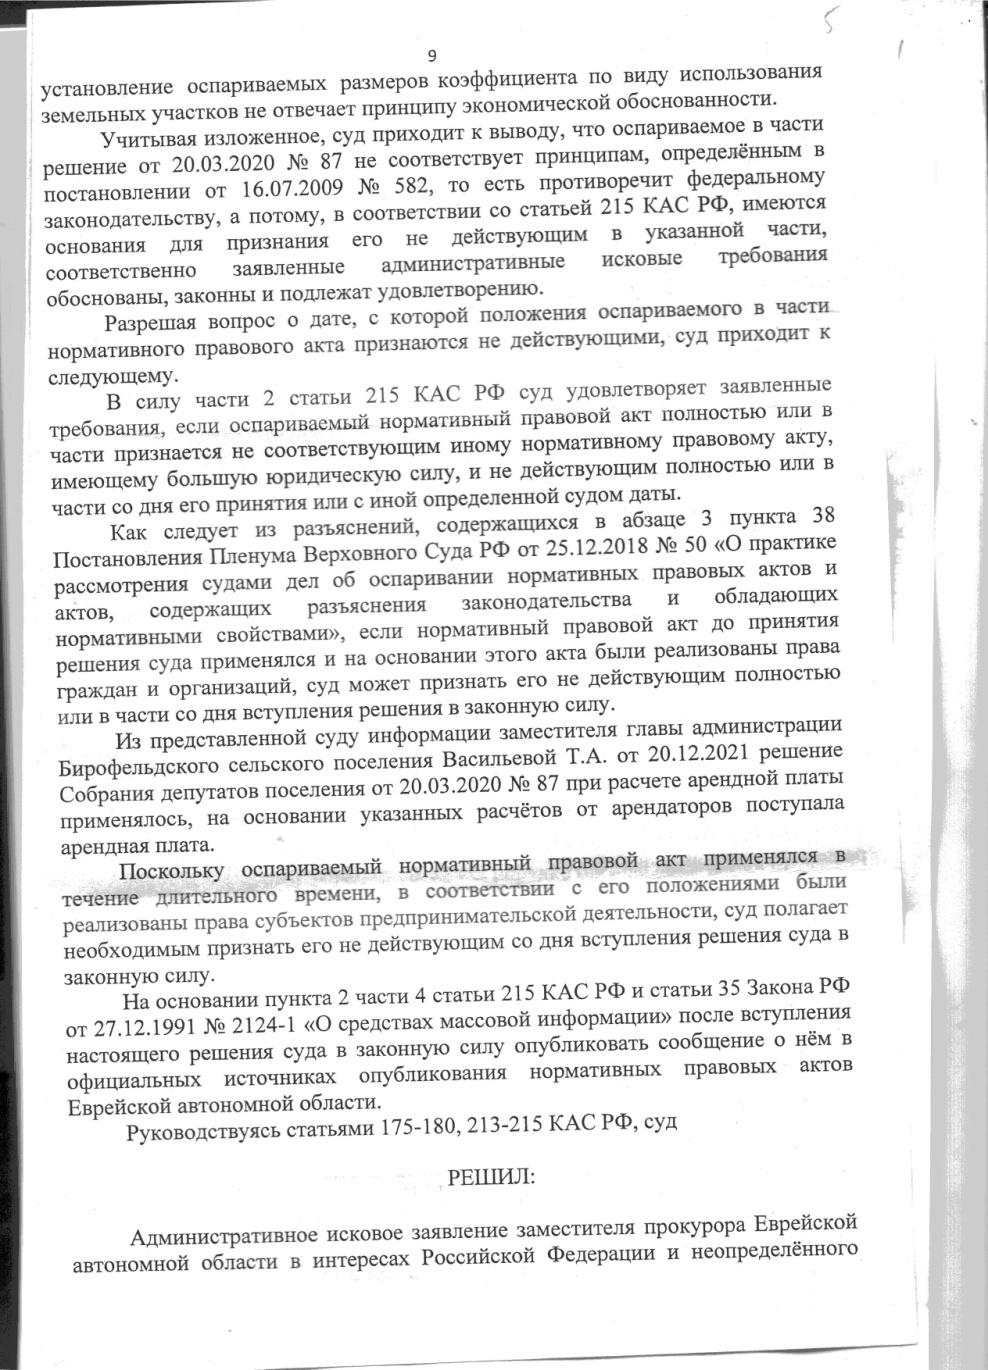 9
установление оспариваемых размеров коэффициента по виду использования
земельных участков не отвечает принципу экономической обоснованности.
Учитывая изложенное, суд приходит к выводу, что оспариваемое в части
решение от 20.03.2020 № 87 не соответствует принципам, определённым в
постановлении от 16.07.2009 № 582, то есть противоречит федеральному
законодательству, а потому, в соответствии со статьей 215 КАС РФ, имеются
основания для признания его не действующим в указанной части,
соответственно заявленные административные исковые требования
обоснованы, законны и подлежат удовлетворению.
Разрешая вопрос о дате, с которой положения оспариваемого в части
нормативного правового акта признаются не действующими, суд приходит к
следующему.
В силу части 2 статьи 215 КАС РФ суд удовлетворяет заявленные
требования, если оспариваемый нормативный правовой акт полностью или в
части признается не соответствующим иному нормативному правовому акту,
имеющему большую юридическую силу, и не действующим полностью или в
части со дня его принятия или с иной определенной судом даты.
Как следует из разъяснений, содержащихся в абзаце 3 пункта 38
Постановления Пленума Верховного Суда РФ от 25.12.2018 № 50 «О практике
рассмотрения судами дел об оспаривании нормативных правовых актов и
актов, содержащих разъяснения законодательства и обладающих
нормативными свойствами», если нормативный правовой акт до принятия
решения суда применялся и на основании этого акта были реализованы права
граждан и организаций, суд может признать его не действующим полностью
или в части со дня вступления решения в законную силу.
Из представленной суду информации заместителя главы администрации
Бирофельдского сельского поселения Васильевой Т.А. от 20.12.2021 решение
Собрания депутатов поселения от 20.03.2020 № 87 при расчете арендной платы
применялось, на основании указанных расчётов от арендаторов поступала
арендная плата.
Поскольку оспариваемый нормативный правовой акт применялся в
течение длительного времени, в соответствии с его положениями были
реализованы права субъектов предпринимательской деятельности, суд полагает
необходимым признать его не действующим со дня вступления решения суда в
законную силу.
На основании пункта 2 части 4 статьи 215 КАС РФ и статьи 35 Закона РФ
от 27.12.1991 № 2124-1 «О средствах массовой информации» после вступления
настоящего решения суда в законную силу опубликовать сообщение о нём в
официальных источниках опубликования нормативных правовых актов
Еврейской автономной области.
Руководствуясь статьями 175-180, 213-215 КАС РФ, суд
РЕШИЛ:
Административное исковое заявление заместителя прокурора Еврейской
автономной области в интересах Российской Федерации и неопределённого